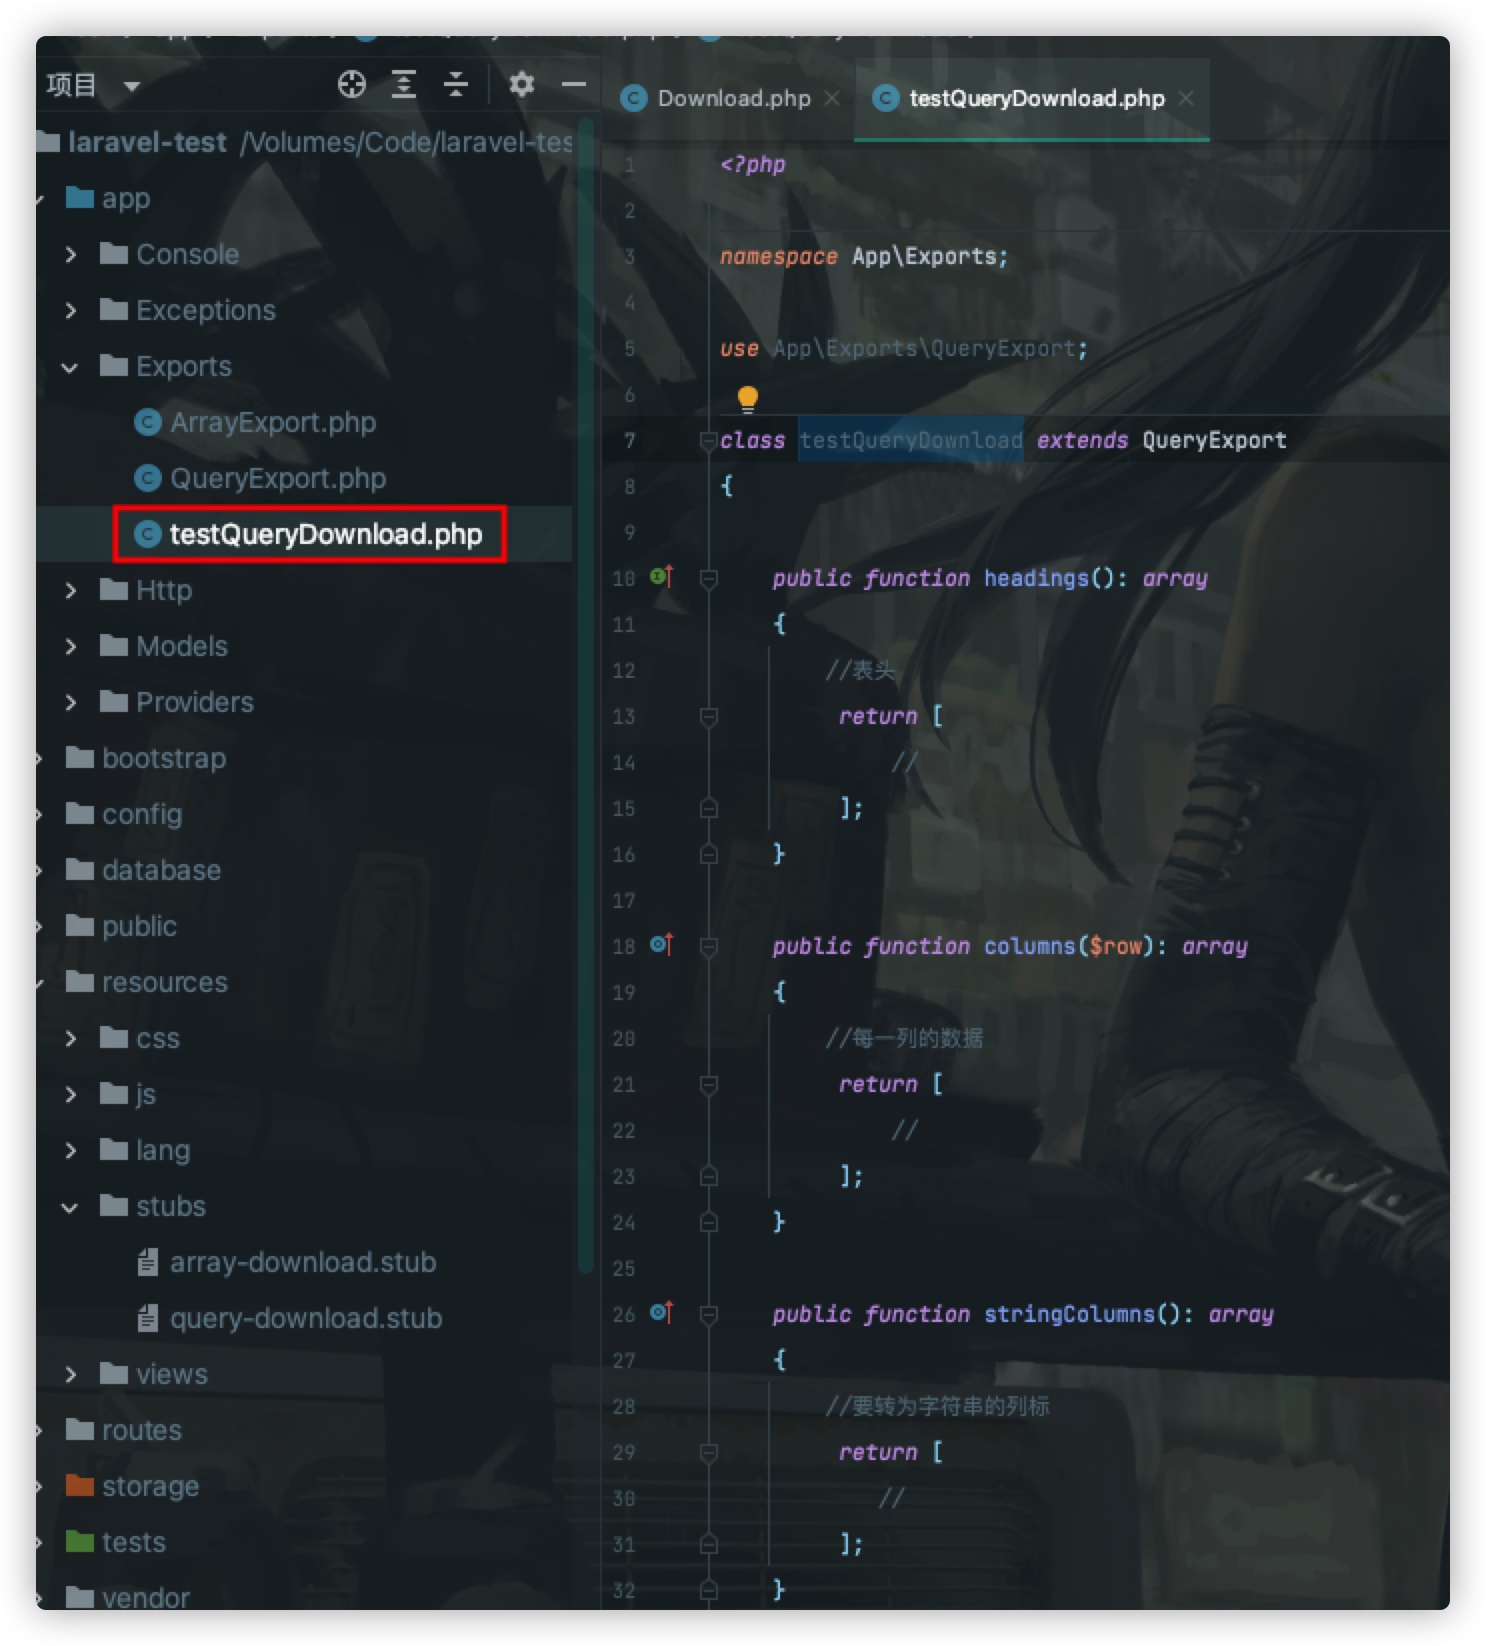 项目
laravel-test /Volumes/Code/laravel-tes
app
Console
Exceptions
Exports
ArrayExport.php
QueryExport.php
testQueryDownload.php
Http
Models
Providers
bootstrap
config
database
public
resources
css
js
lang
stubs
array-download.stub
query-download.stub
views
routes
storage
tests
vendor
Download.php testQueryDownload.php
1 <?php
2
3 namespace App\Exports;
4
5 use App\Exports\QueryExport;
6
7 class testQueryDownload extends QueryExport
8 {
9
10 public function headings(): array
11 {
12 //表头
13 return [
14 //
15 ];
16 }
17
18 public function columns($row): array
19 {
20 //每一列的数据
21 return [
22 //
23 ];
24 }
25
26 public function stringColumns(): array
27 {
28 //要转为字符串的列标
29 return [
30 //
31 ];
32 }